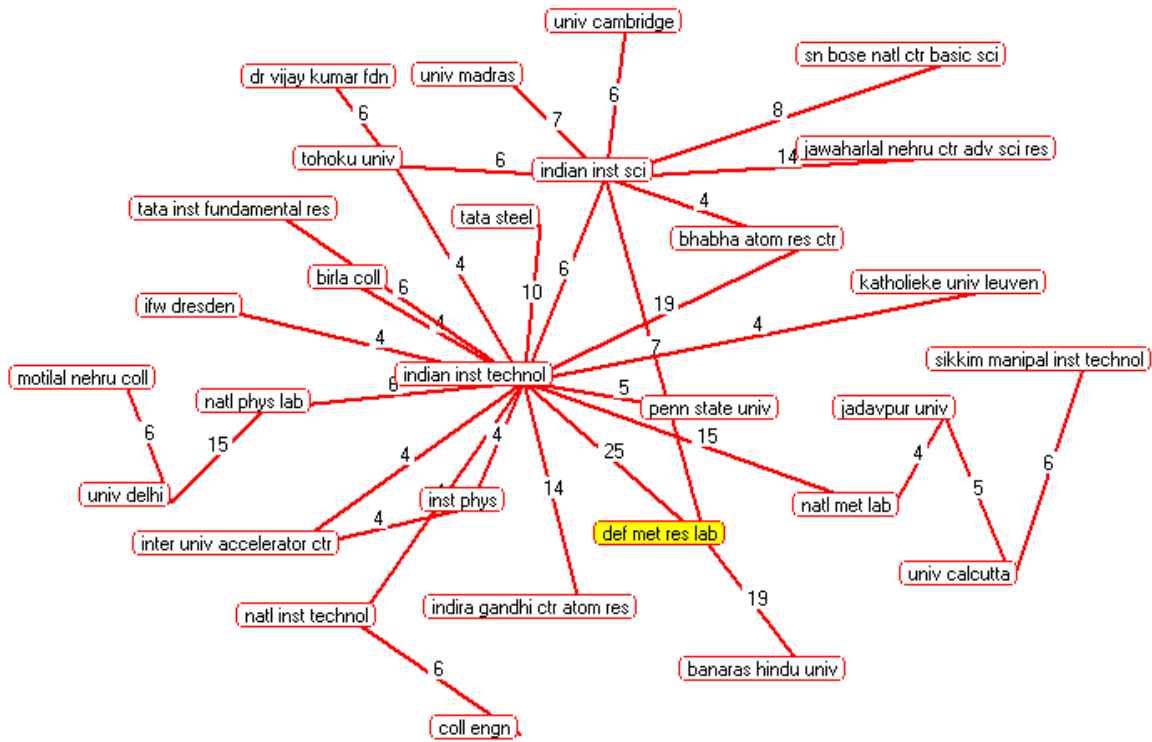 univ cambridge
sn bose natl ctr basic sci
dr vijay kumar fdn
univ madras
6
6
7
8
tohoku univ
6
indian inst sci
14
jawaharlal nehru ctr adv sci res
tata inst fundamental res
tata steel
4
bhabha atom res ctr
birla coll
4
6
katholieke univ leuven
6
10
19
ifw dresden
4
4
4
7
sikkim manipal inst technol
motilal nehru coll
indian inst technol
6
5
natl phys lab
penn state univ
jadavpur univ
6
15
4
25
15
4
6
4
14
5
univ delhi
inst phys
natl met lab
4
inter univ accelerator ctr
def met res lab
univ calcutta
natl inst technol
indira gandhi ctr atom res
19
6
banaras hindu univ
coll engn